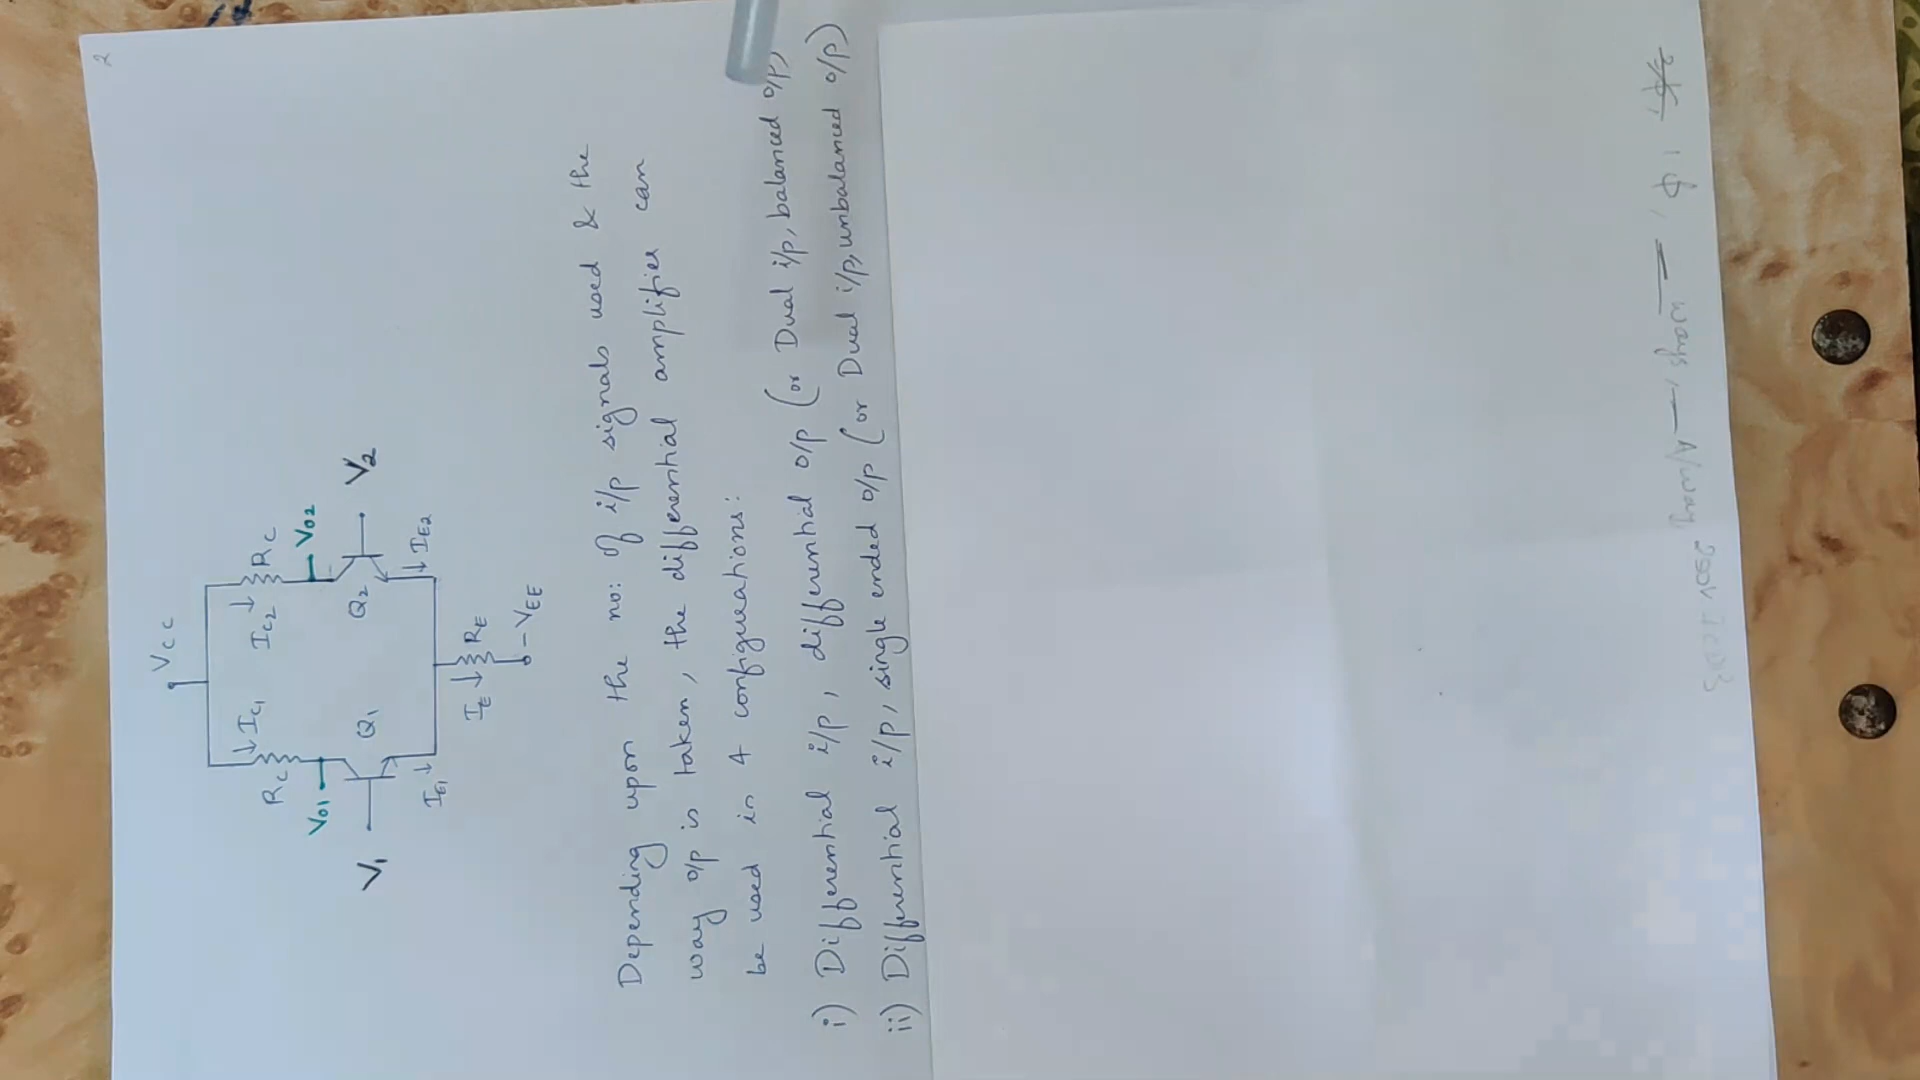 2
Vcc
Rc ↓Ic1 Ic2↓ Rc
Vo1 Vo2
V1 Q1 Q2 V2
IE1↓ ↓IE2
IE↓ RE
-VEE
Depending upon the no: of i/p signals used & the
way o/p is taken, the differential amplifier can
be used in 4 configurations:
i) Differential i/p, differential o/p (or Dual i/p, balanced o/p)
ii) Differential i/p, single ended o/p (or Dual i/p, unbalanced o/p)